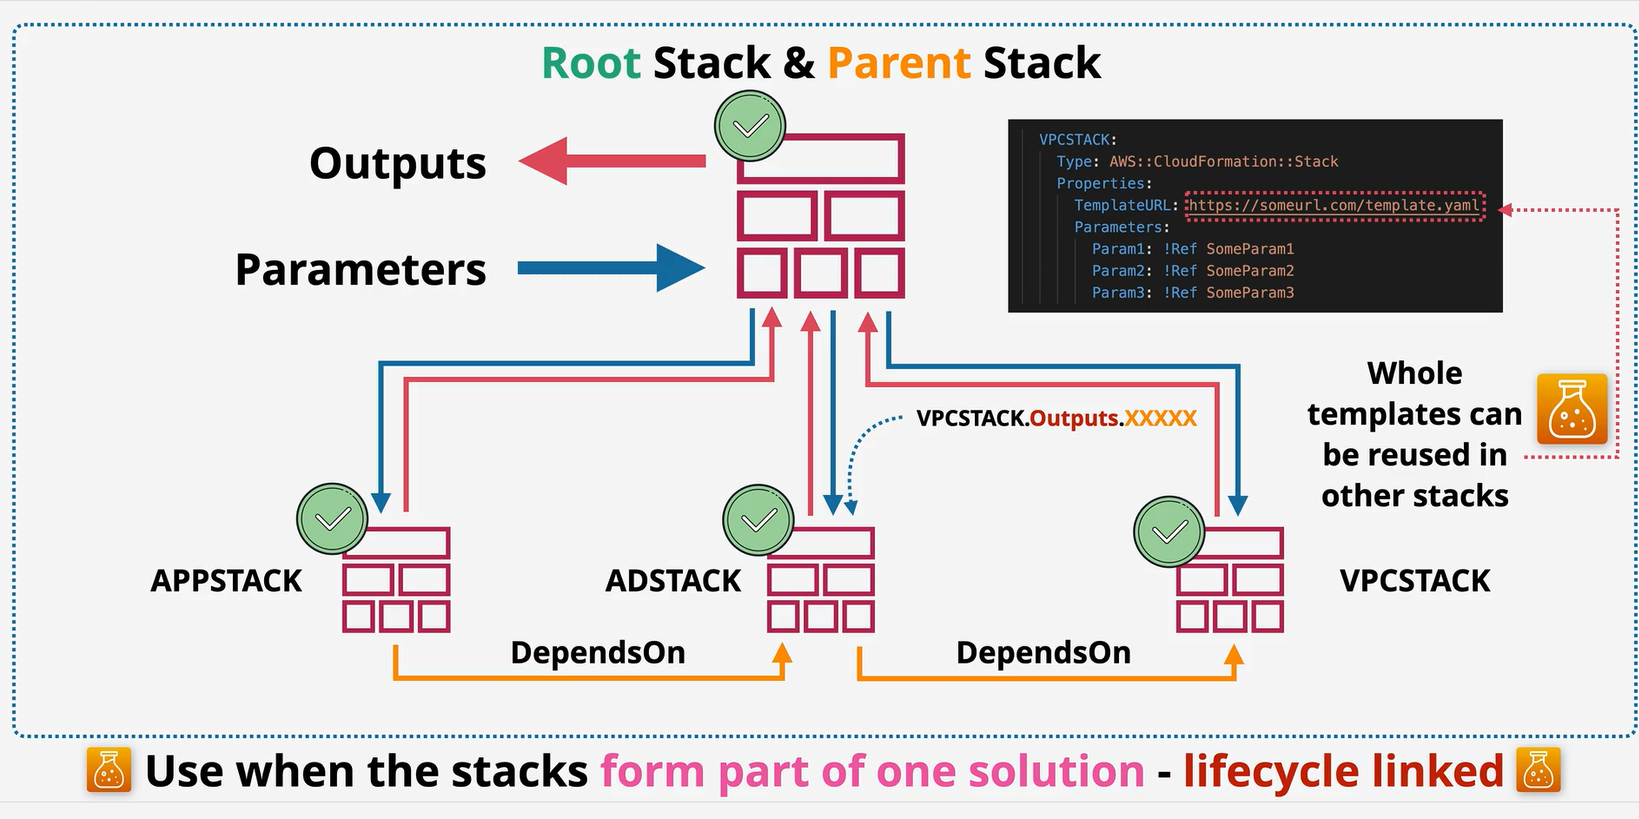 Root Stack & Parent Stack
Outputs
Parameters
VPCSTACK:
Type: AWS::CloudFormation::Stack
Properties:
TemplateURL: https://someurl.com/template.yaml
Parameters:
Param1: !Ref SomeParam1
Param2: !Ref SomeParam2
Param3: !Ref SomeParam3
Whole
templates can
be reused in
other stacks
VPCSTACK.Outputs.XXXXX
APPSTACK
ADSTACK
VPCSTACK
DependsOn
DependsOn
Use when the stacks form part of one solution - lifecycle linked